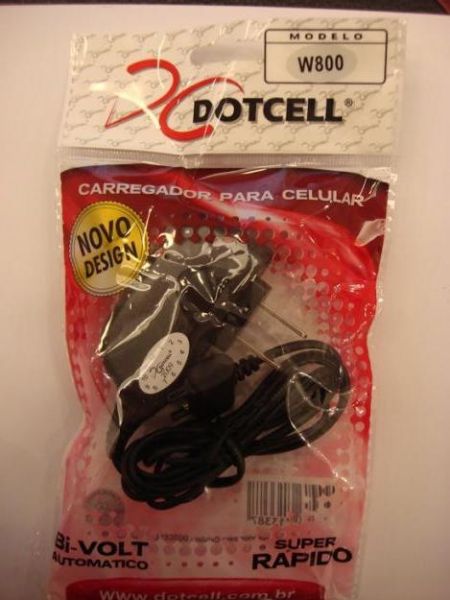 MODELO
W800
DOTCELL®
CARREGADOR PARA CELULAR
NOVO
DESIGN
Bi-VOLT
AUTOMATICO
SUPER
RAPIDO
www.dotcell.com.br